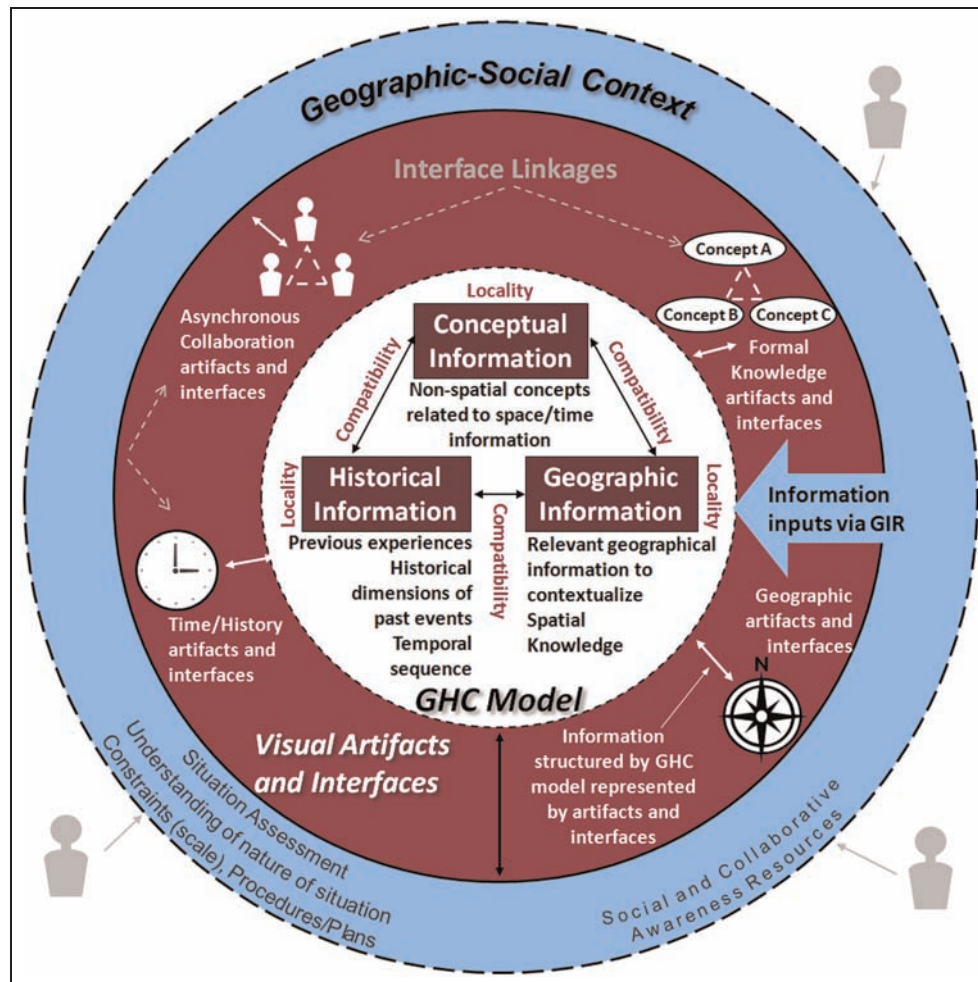 Geographic-Social Context
Interface Linkages
Concept A
Concept B
Concept C
Asynchronous
Collaboration
artifacts and
interfaces
Formal
Knowledge
artifacts and
interfaces
Locality
Conceptual
Information
Non-spatial concepts
related to space/time
information
Compatibility
Compatibility
Locality
Historical
Information
Previous experiences
Historical
dimensions of
past events
Temporal
sequence
Compatibility
Geographic
Information
Relevant geographical
information to
contextualize
Spatial
Knowledge
Locality
Information
inputs via GIR
Time/History
artifacts and
interfaces
Geographic
artifacts and
interfaces
N
GHC Model
Visual Artifacts
and Interfaces
Information
structured by GHC
model represented
by artifacts and
interfaces
Situation Assessment
Understanding of nature of situation
Constraints (scale), Procedures/Plans
Social and Collaborative
Awareness Resources